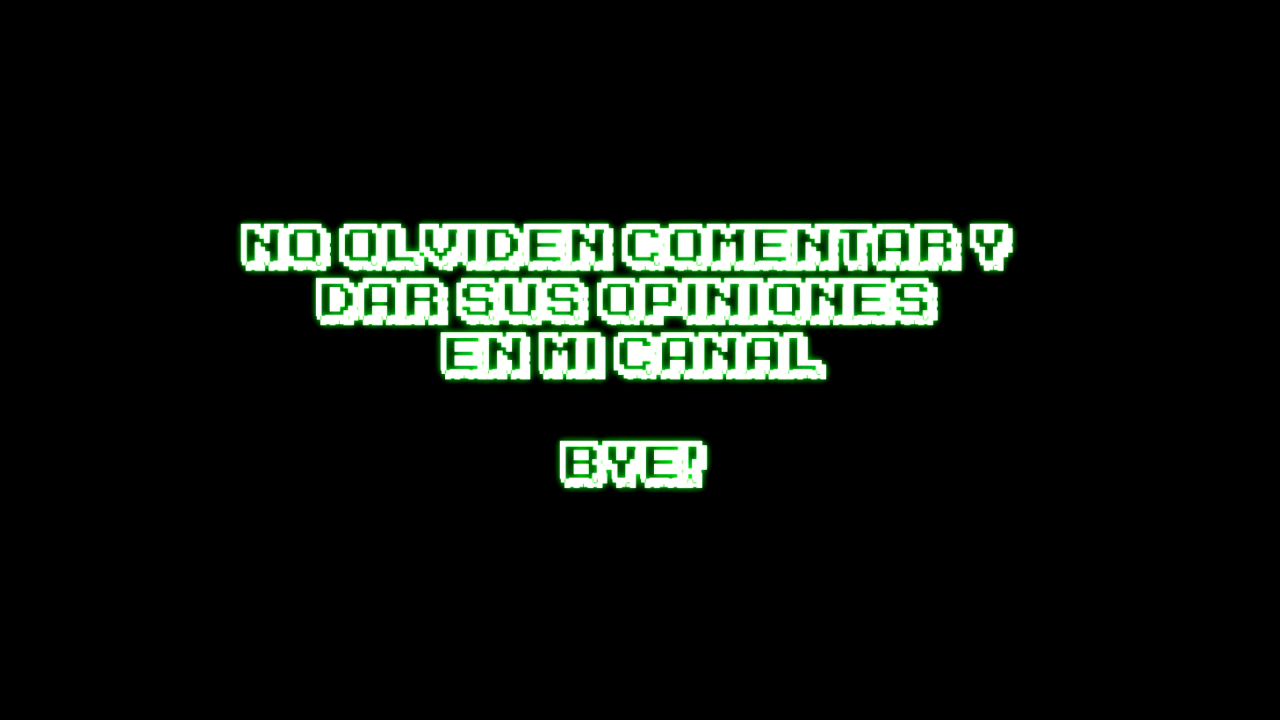 NO OLVIDEN COMENTAR Y
DAR SUS OPINIONES
EN MI CANAL
BYE!